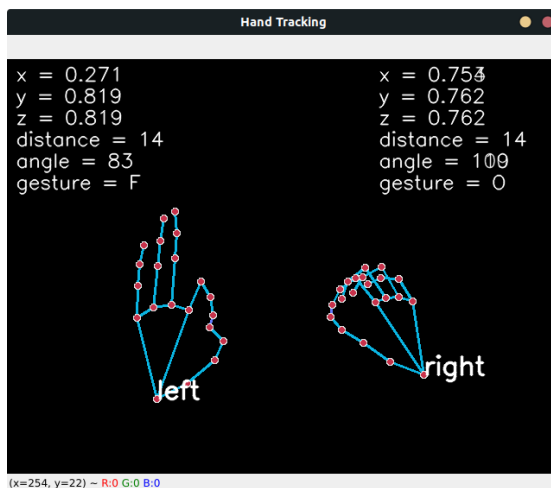 Hand Tracking
x = 0.271
y = 0.819
z = 0.819
distance = 14
angle = 83
gesture = F
y = 0.762
z = 0.762
distance = 14
gesture = O
left
right
(x=254, y=22) ~ R:0 G:0 B:0